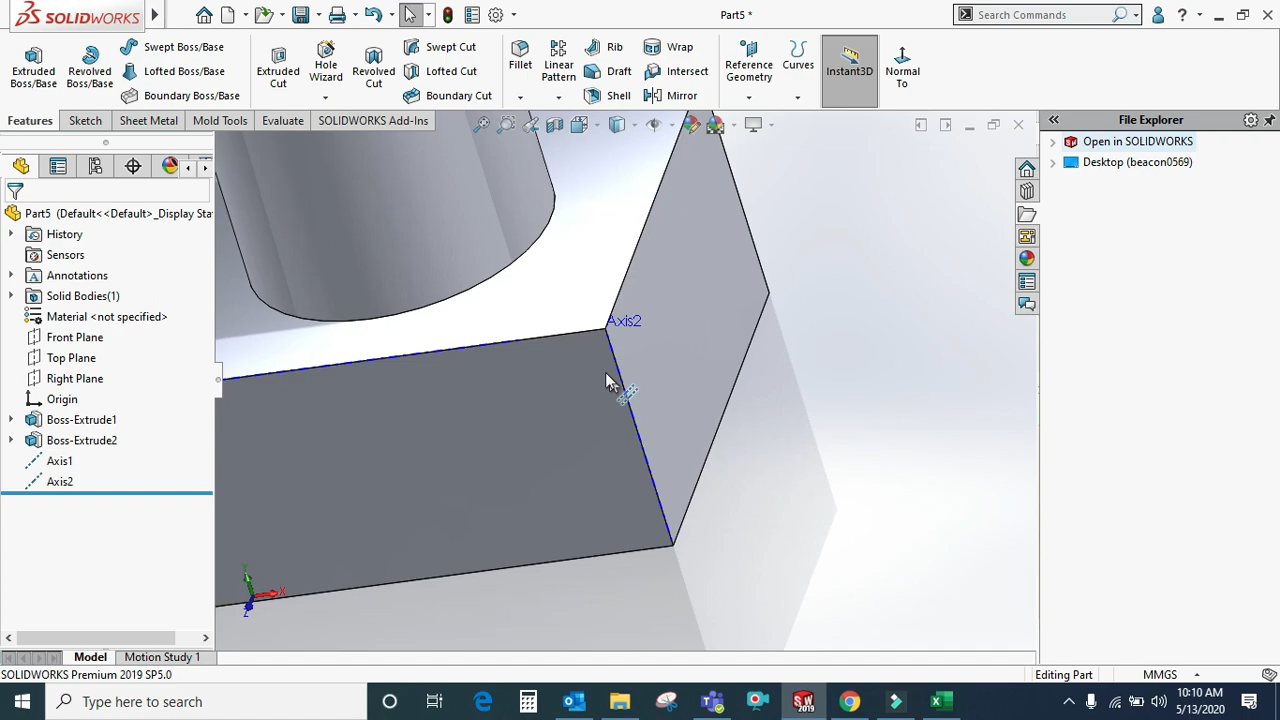 SOLIDWORKS
Part5 *
Search Commands
Extruded Boss/Base
Revolved Boss/Base
Swept Boss/Base
Lofted Boss/Base
Boundary Boss/Base
Extruded Cut
Hole Wizard
Revolved Cut
Swept Cut
Lofted Cut
Boundary Cut
Fillet
Linear Pattern
Rib
Draft
Shell
Wrap
Intersect
Mirror
Reference Geometry
Curves
Instant3D
Normal To
Features
Sketch
Sheet Metal
Mold Tools
Evaluate
SOLIDWORKS Add-Ins
File Explorer
Open in SOLIDWORKS
Desktop (beacon0569)
Part5 (Default<<Default>_Display Sta
History
Sensors
Annotations
Solid Bodies(1)
Material <not specified>
Front Plane
Top Plane
Right Plane
Origin
Boss-Extrude1
Boss-Extrude2
Axis1
Axis2
Axis2
Y
X
Z
Model
Motion Study 1
SOLIDWORKS Premium 2019 SP5.0
Editing Part
MMGS
Type here to search
SW
2019
10:10 AM
5/13/2020